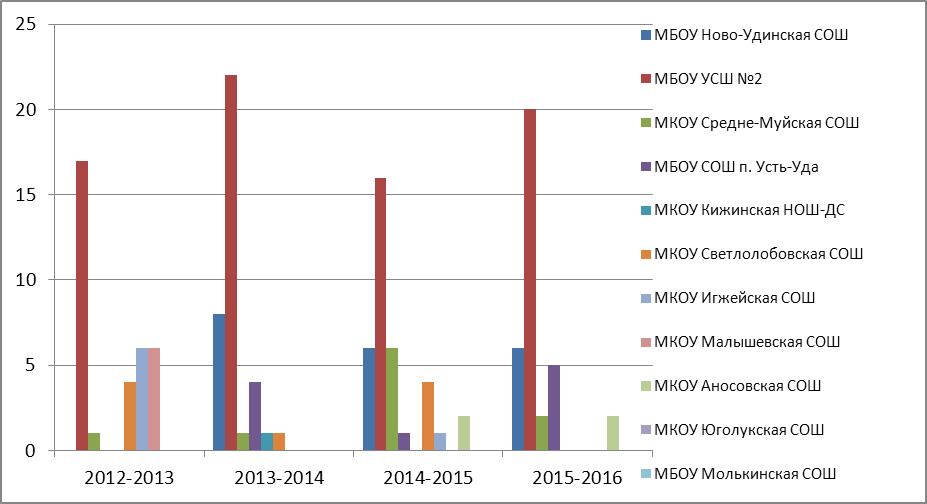 25
20
15
10
5
0
2012-2013
2013-2014
2014-2015
2015-2016
МБОУ Ново-Удинская СОШ
МБОУ УСШ №2
МКОУ Средне-Муйская СОШ
МБОУ СОШ п. Усть-Уда
МКОУ Кижинская НОШ-ДС
МКОУ Светлолобовская СОШ
МКОУ Игжейская СОШ
МКОУ Малышевская СОШ
МКОУ Аносовская СОШ
МКОУ Юголукская СОШ
МБОУ Молькинская СОШ